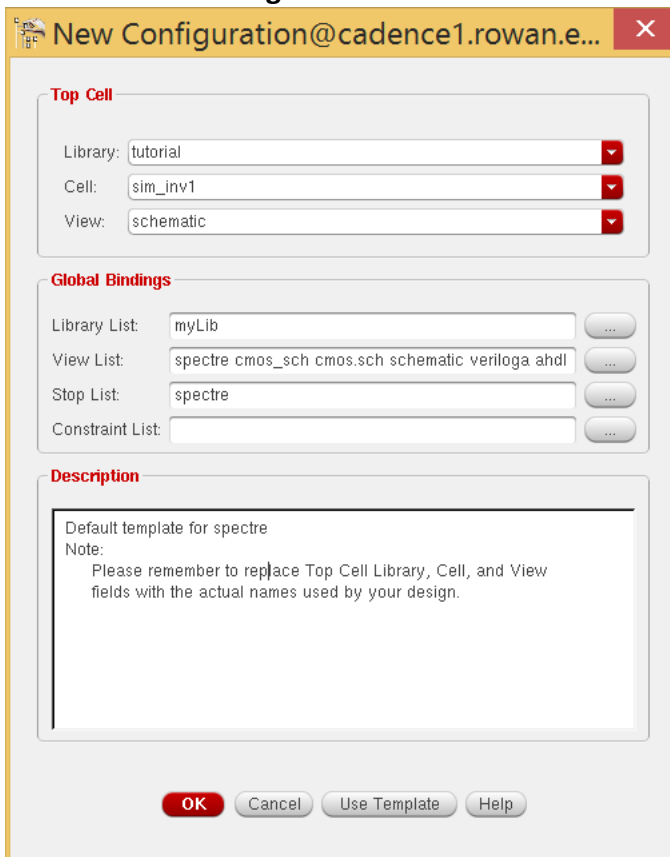 New Configuration@cadence1.rowan.e...
Top Cell
Library: tutorial
Cell: sim_inv1
View: schematic
Global Bindings
Library List: myLib ...
View List: spectre cmos_sch cmos.sch schematic veriloga ahdl ...
Stop List: spectre ...
Constraint List: ...
Description
Default template for spectre
Note:
Please remember to replace Top Cell Library, Cell, and View
fields with the actual names used by your design.
OK Cancel Use Template Help